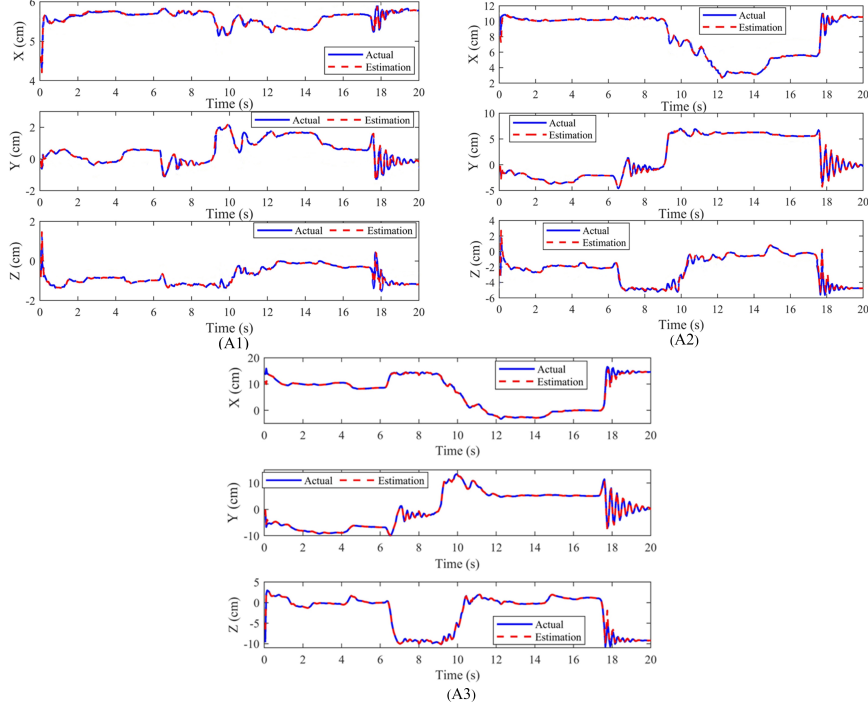 6
5
4
X (cm)
Actual
Estimation
0 2 4 6 8 10 12 14 16 18 20
Time (s)
2
0
-2
Y (cm)
Actual Estimation
0 2 4 6 8 10 12 14 16 18 20
Time (s)
2
0
-2
Z (cm)
Actual Estimation
0 2 4 6 8 10 12 14 16 18 20
Time (s)
(A1)
12
10
8
6
4
2
X (cm)
Actual
Estimation
0 2 4 6 8 10 12 14 16 18 20
Time (s)
10
5
0
-5
Y (cm)
Actual
Estimation
0 2 4 6 8 10 12 14 16 18 20
Time (s)
4
2
0
-2
-4
-6
Z (cm)
Actual
Estimation
0 2 4 6 8 10 12 14 16 18 20
Time (s)
(A2)
20
10
0
X (cm)
Actual
Estimation
0 2 4 6 8 10 12 14 16 18 20
Time (s)
10
0
-10
Y (cm)
Actual Estimation
0 2 4 6 8 10 12 14 16 18 20
Time (s)
5
0
-5
-10
Z (cm)
Actual
Estimation
0 2 4 6 8 10 12 14 16 18 20
Time (s)
(A3)